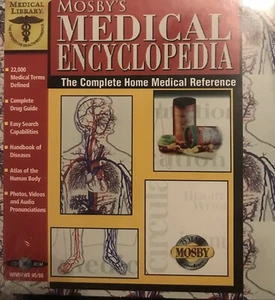 MEDICAL
LIBRARY
MOSBY'S
MEDICAL
ENCYCLOPEDIA
The Complete Home Medical Reference
• 22,000
Medical Terms
Defined
• Complete
Drug Guide
• Easy Search
Capabilities
• Handbook of
Diseases
• Atlas of the
Human Body
• Photos, Videos
and Audio
Pronunciations
MOSBY